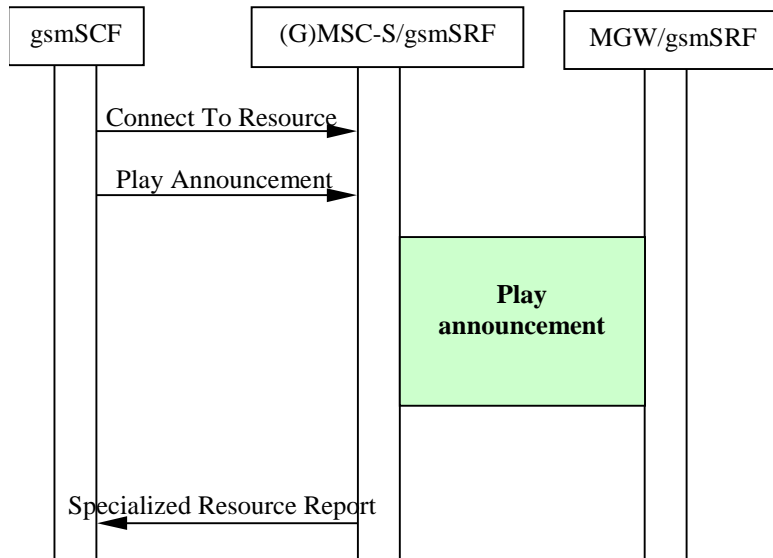 gsmSCF
(G)MSC-S/gsmSRF
MGW/gsmSRF
Connect To Resource
Play Announcement
Play
announcement
Specialized Resource Report